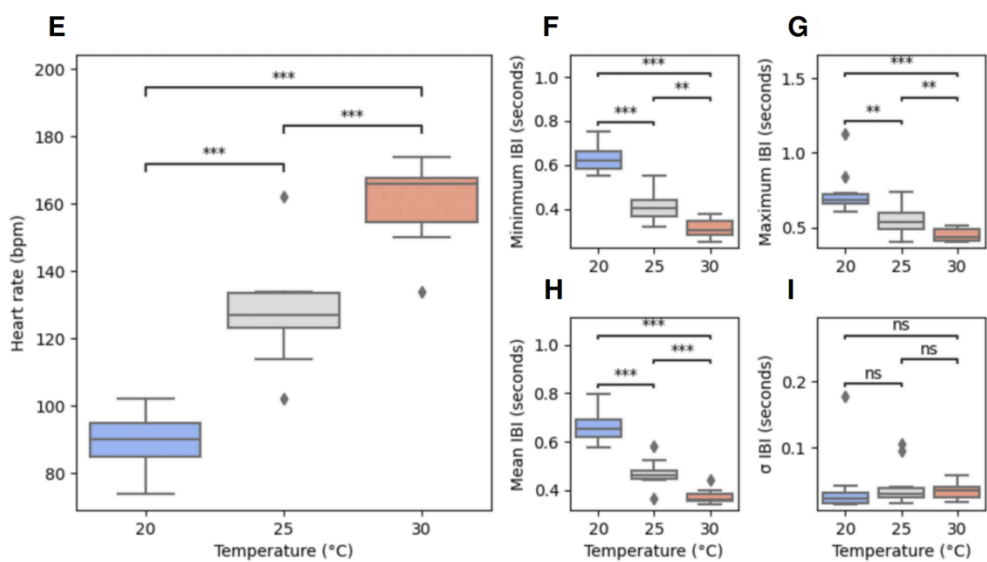 E
Heart rate (bpm)
200
180
160
140
120
100
80
***
***
***
20 25 30
Temperature (°C)
F
Mininmum IBI (seconds)
1.0
0.8
0.6
0.4
***
**
***
20 25 30
G
Maximum IBI (seconds)
1.5
1.0
0.5
***
**
**
20 25 30
H
Mean IBI (seconds)
1.0
0.8
0.6
0.4
***
***
***
20 25 30
Temperature (°C)
I
σ IBI (seconds)
0.2
0.1
ns
ns
ns
20 25 30
Temperature (°C)